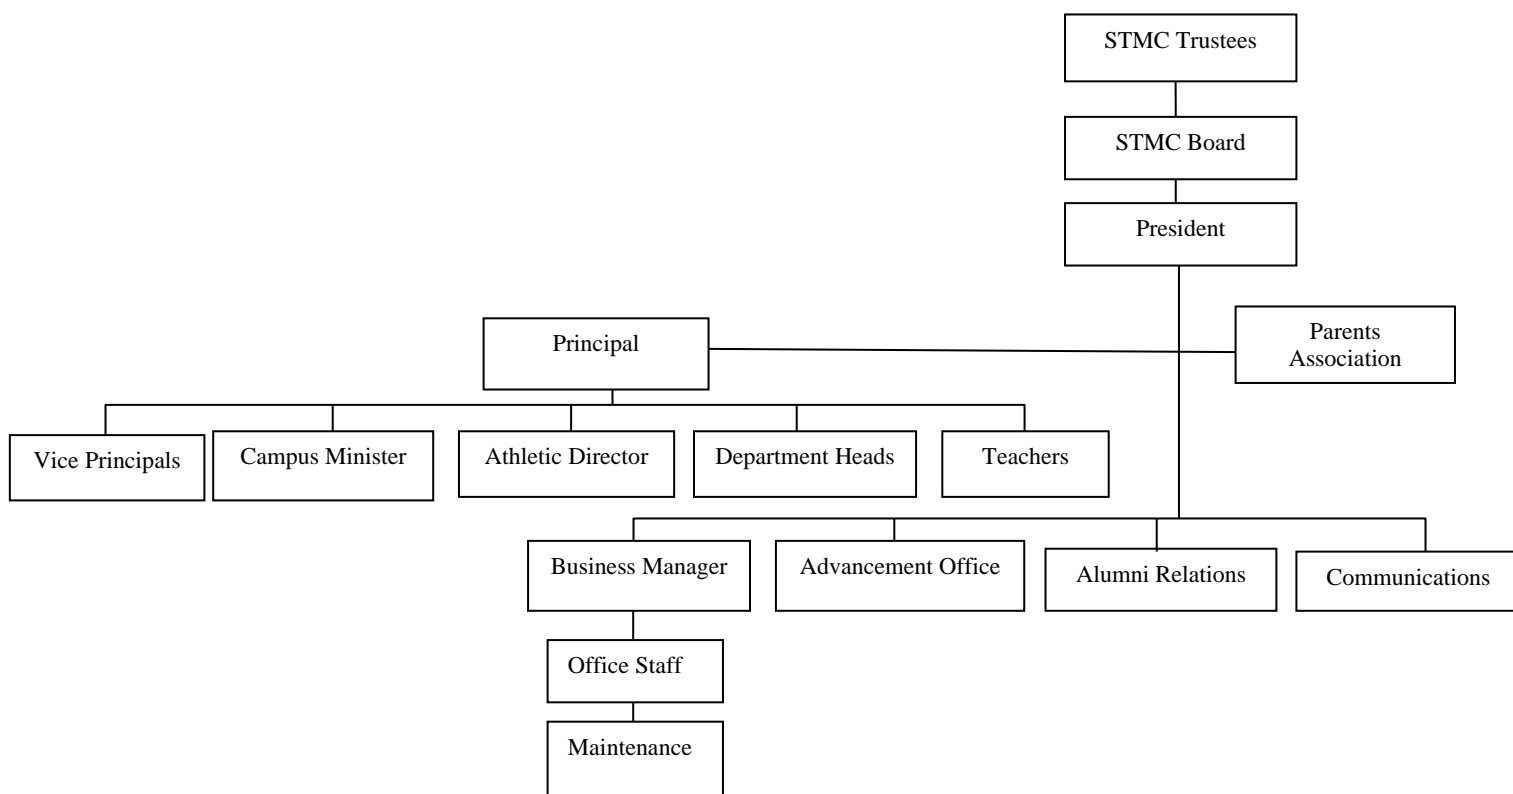 STMC Trustees
STMC Board
President
Principal
Parents
Association
Vice Principals
Campus Minister
Athletic Director
Department Heads
Teachers
Business Manager
Advancement Office
Alumni Relations
Communications
Office Staff
Maintenance